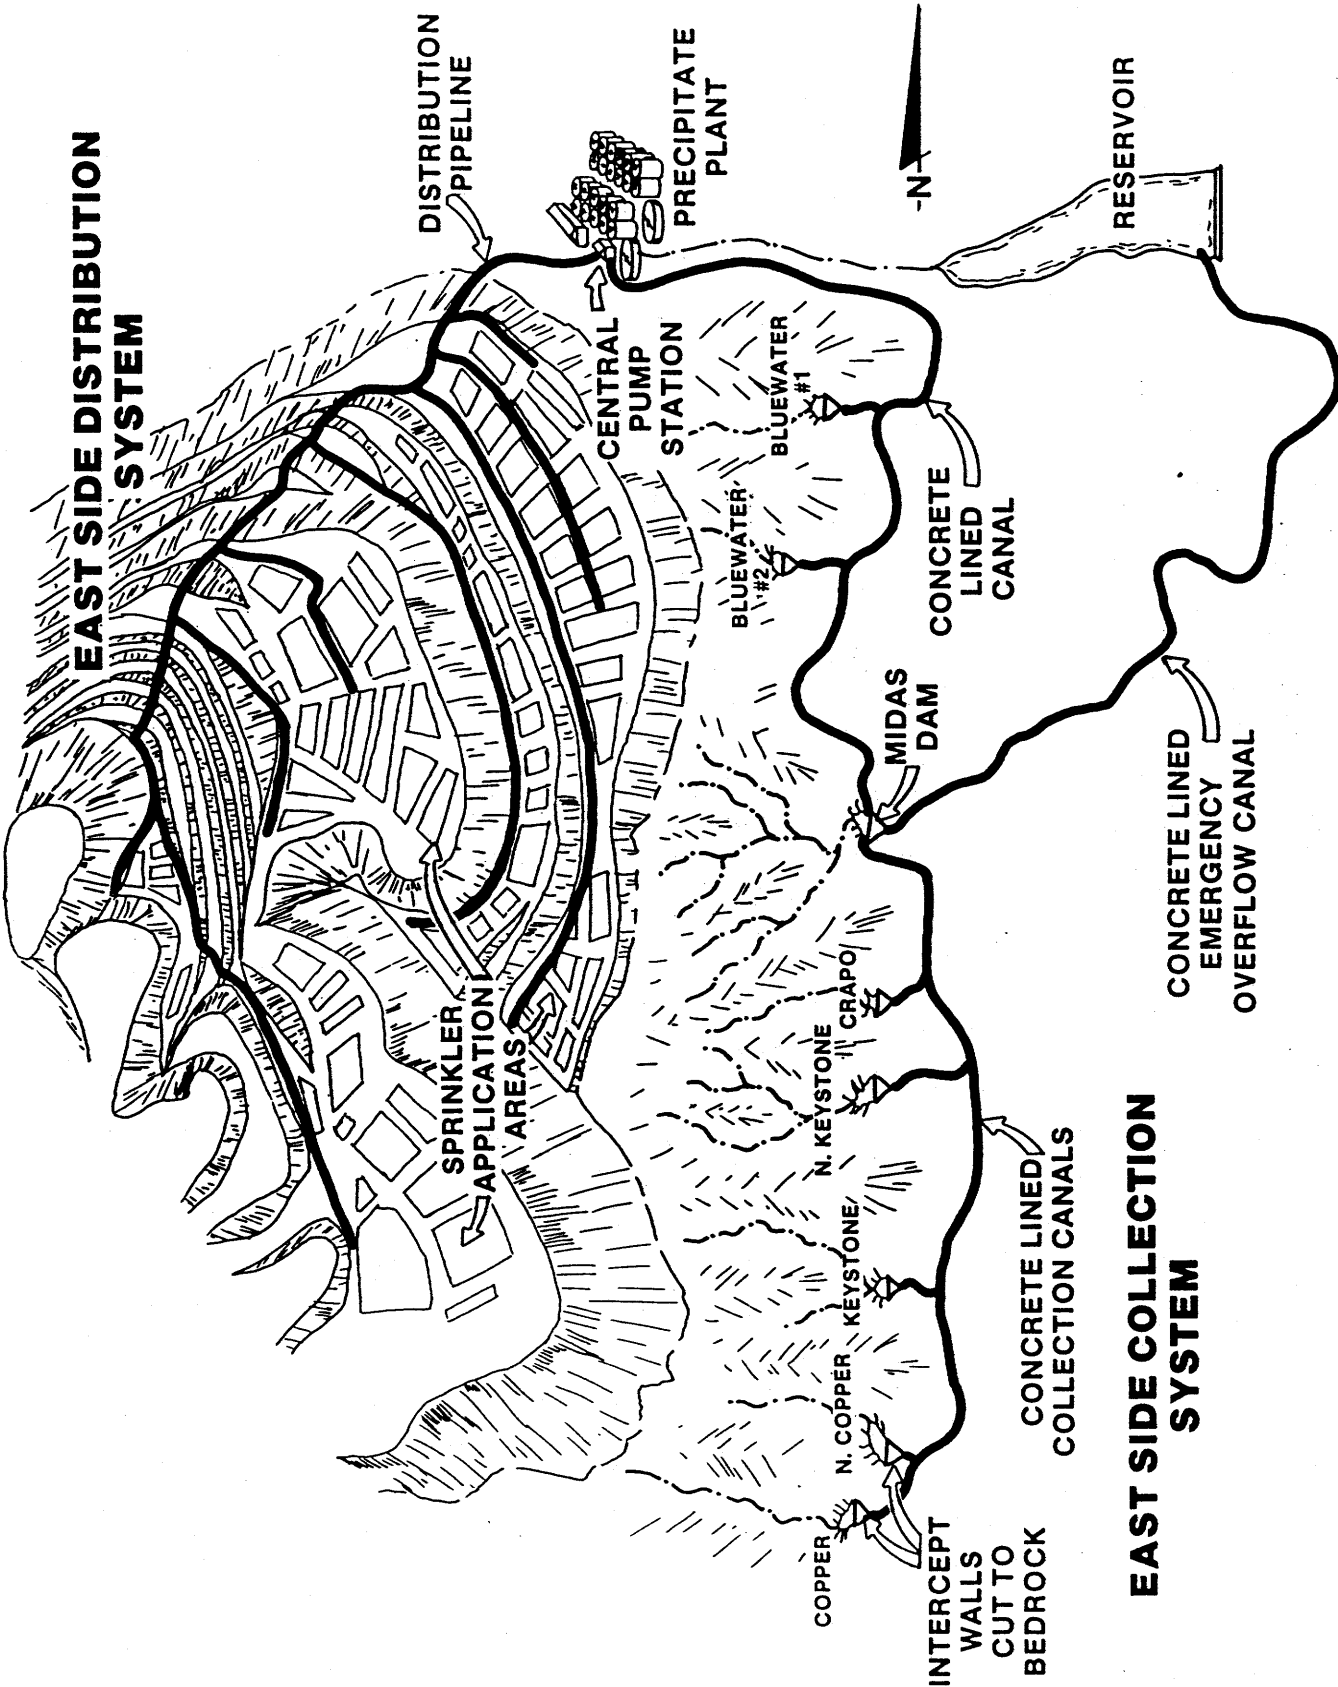 EAST SIDE DISTRIBUTION
SYSTEM
DISTRIBUTION
PIPELINE
PRECIPITATE
PLANT
CENTRAL
PUMP
STATION
-N-
RESERVOIR
BLUEWATER
#1
BLUEWATER
#2
CONCRETE
LINED
CANAL
MIDAS
DAM
CONCRETE LINED
EMERGENCY
OVERFLOW CANAL
SPRINKLER
APPLICATION
AREAS
CRAPO
N. KEYSTONE
KEYSTONE
N. COPPER
COPPER
CONCRETE LINED
COLLECTION CANALS
INTERCEPT
WALLS
CUT TO
BEDROCK
EAST SIDE COLLECTION
SYSTEM